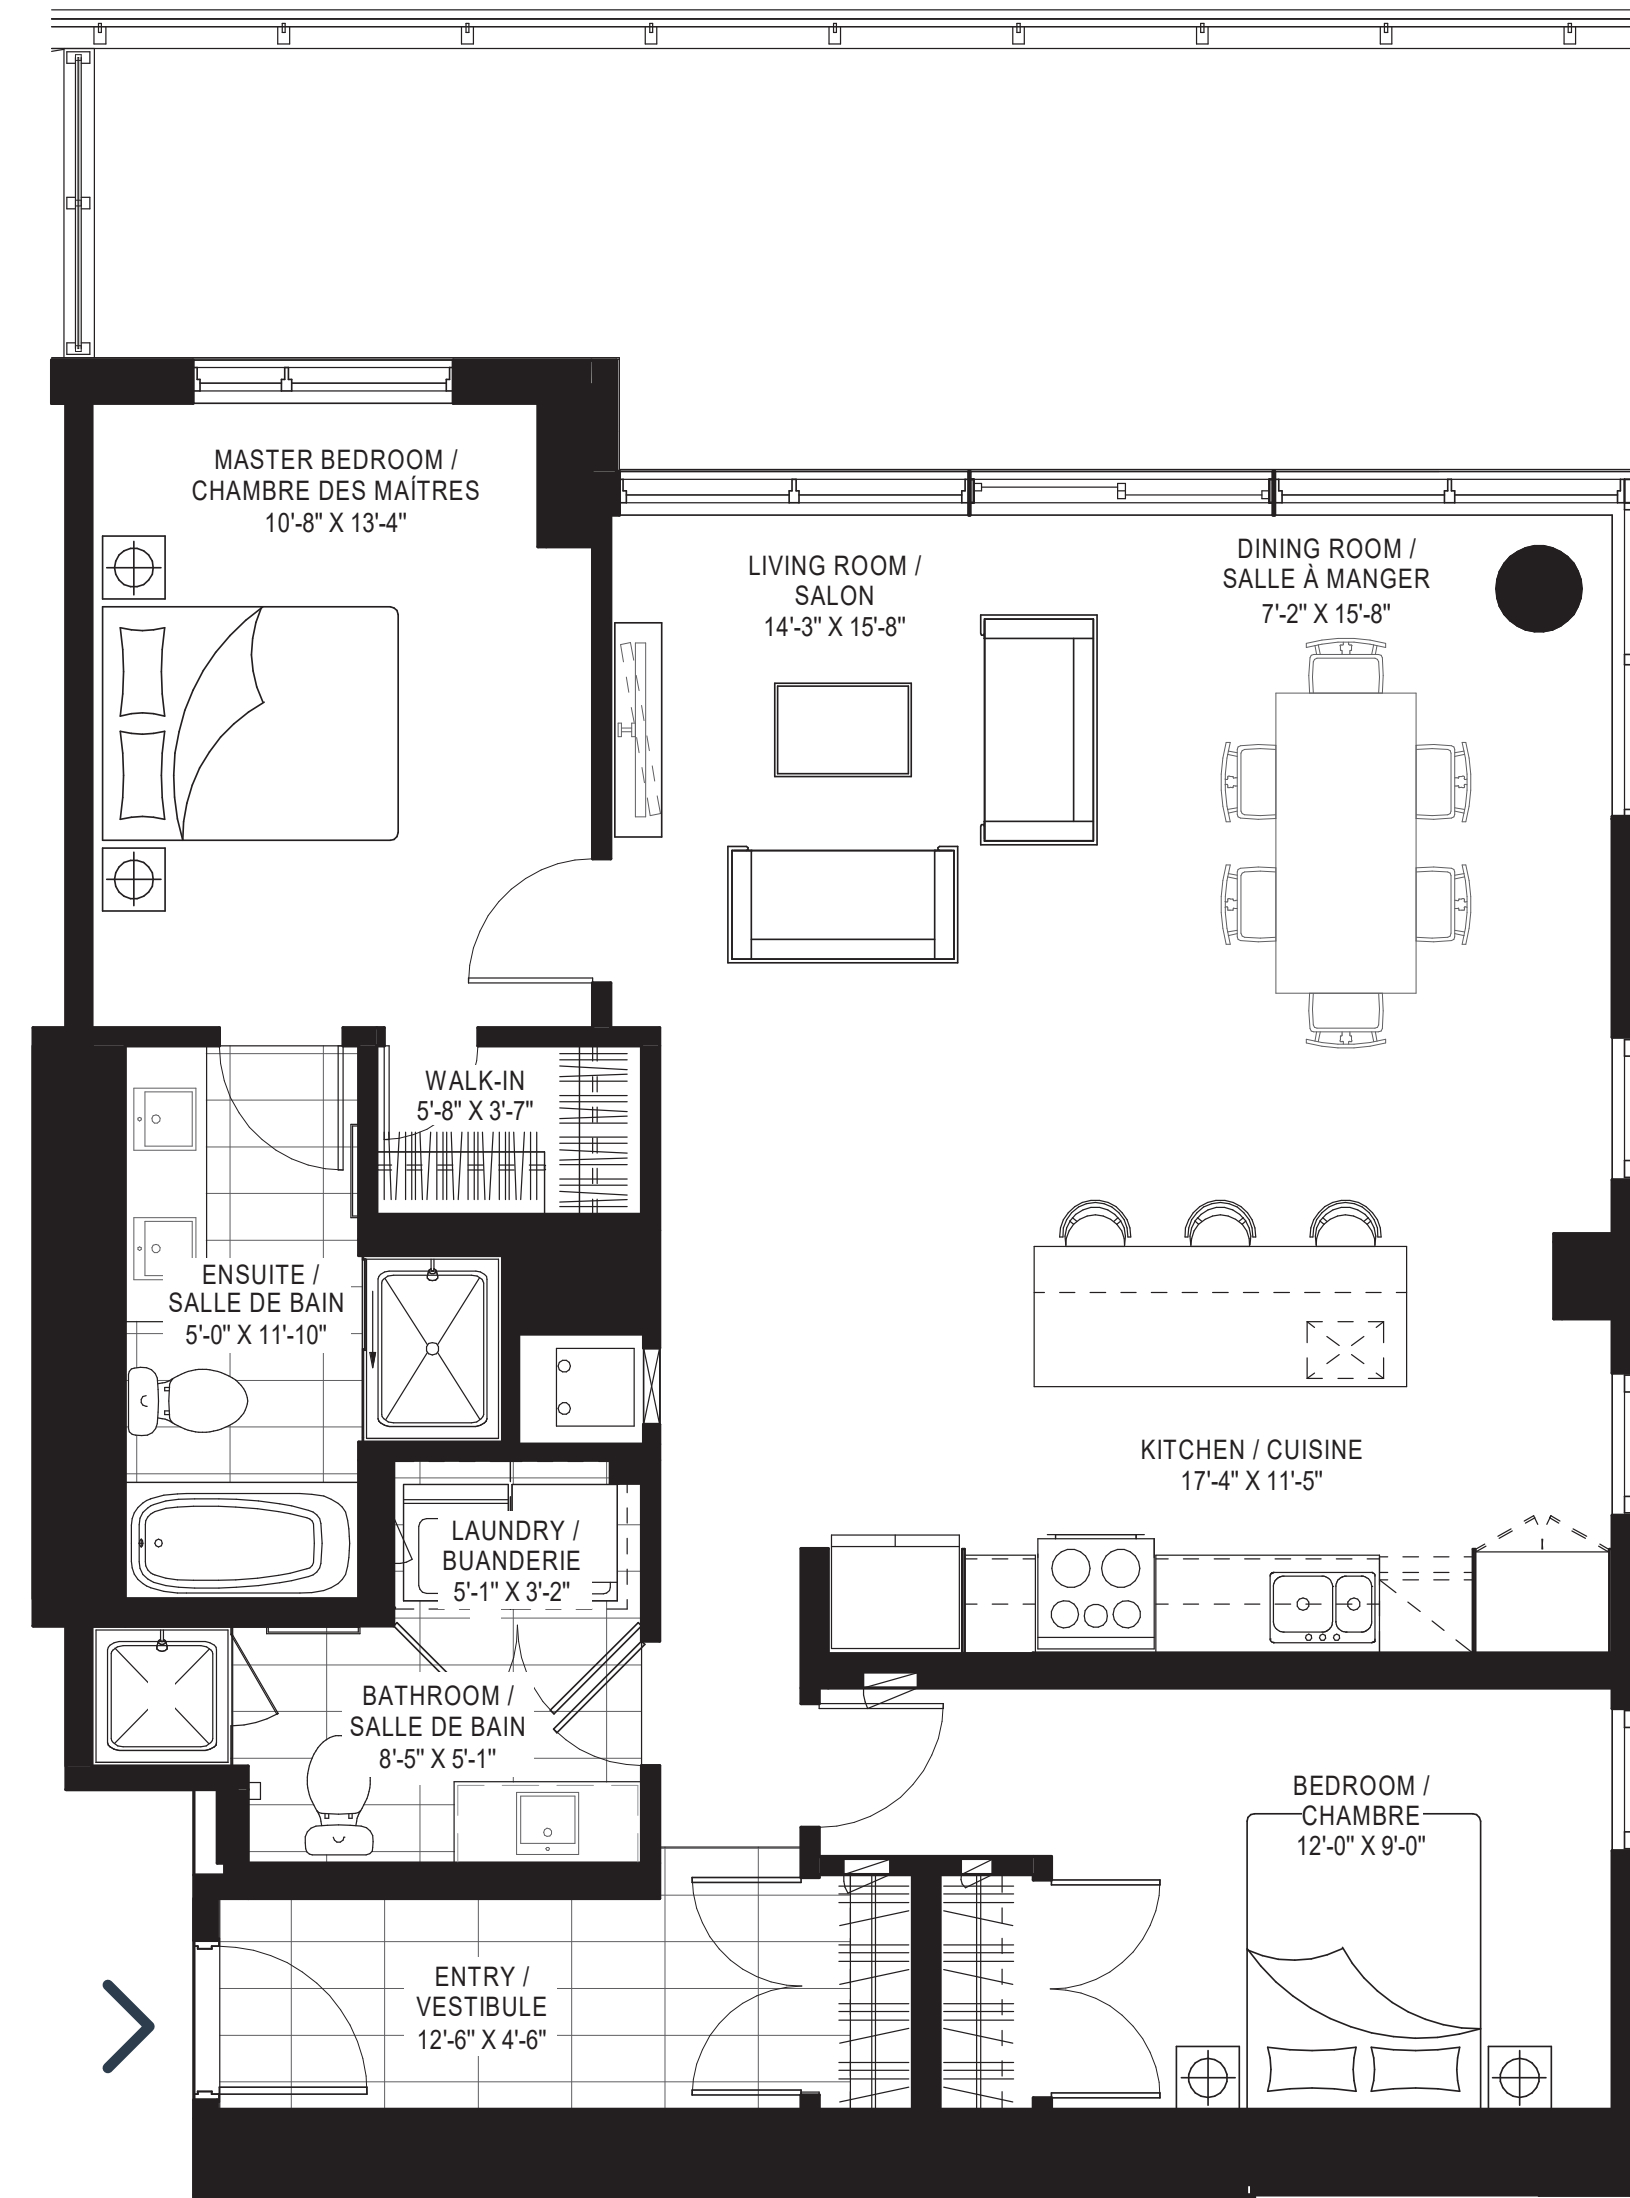 MASTER BEDROOM /
CHAMBRE DES MAÍTRES
10'-8" X 13'-4"
LIVING ROOM /
SALON
14'-3" X 15'-8"
DINING ROOM /
SALLE À MANGER
7'-2" X 15'-8"
WALK-IN
5'-8" X 3'-7"
ENSUITE /
SALLE DE BAIN
5'-0" X 11'-10"
KITCHEN / CUISINE
17'-4" X 11'-5"
LAUNDRY /
BUANDERIE
5'-1" X 3'-2"
BATHROOM /
SALLE DE BAIN
8'-5" X 5'-1"
BEDROOM /
CHAMBRE
12'-0" X 9'-0"
ENTRY /
VESTIBULE
12'-6" X 4'-6"